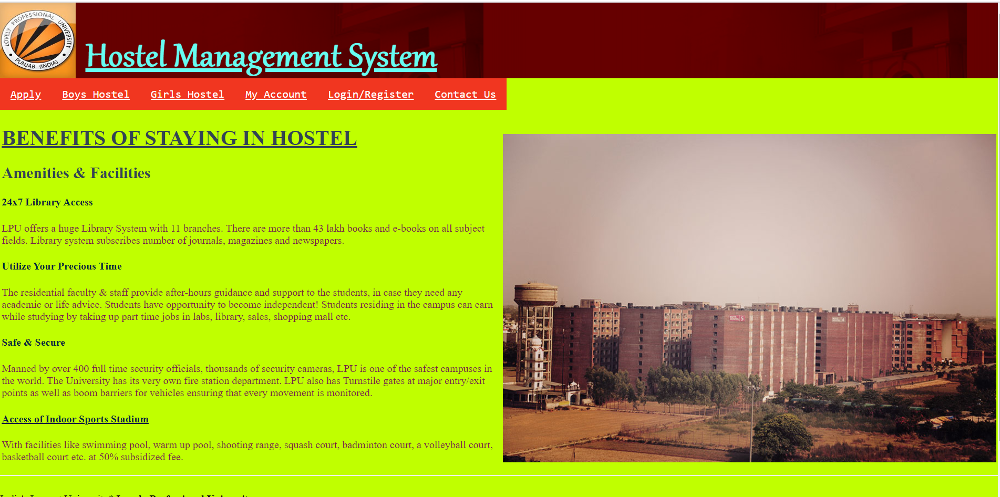 LOVELY PROFESSIONAL UNIVERSITY
PUNJAB (INDIA)
Hostel Management System
Apply Boys Hostel Girls Hostel My Account Login/Register Contact Us
BENEFITS OF STAYING IN HOSTEL
Amenities & Facilities
24x7 Library Access
LPU offers a huge Library System with 11 branches. There are more than 43 lakh books and e-books on all subject
fields. Library system subscribes number of journals, magazines and newspapers.
Utilize Your Precious Time
The residential faculty & staff provide after-hours guidance and support to the students, in case they need any
academic or life advice. Students have opportunity to become independent! Students residing in the campus can earn
while studying by taking up part time jobs in labs, library, sales, shopping mall etc.
Safe & Secure
Manned by over 400 full time security officials, thousands of security cameras, LPU is one of the safest campuses in
the world. The University has its very own fire station department. LPU also has Turnstile gates at major entry/exit
points as well as boom barriers for vehicles ensuring that every movement is monitored.
Access of Indoor Sports Stadium
With facilities like swimming pool, warm up pool, shooting range, squash court, badminton court, a volleyball court,
basketball court etc. at 50% subsidized fee.
BOYS HOSTEL 5